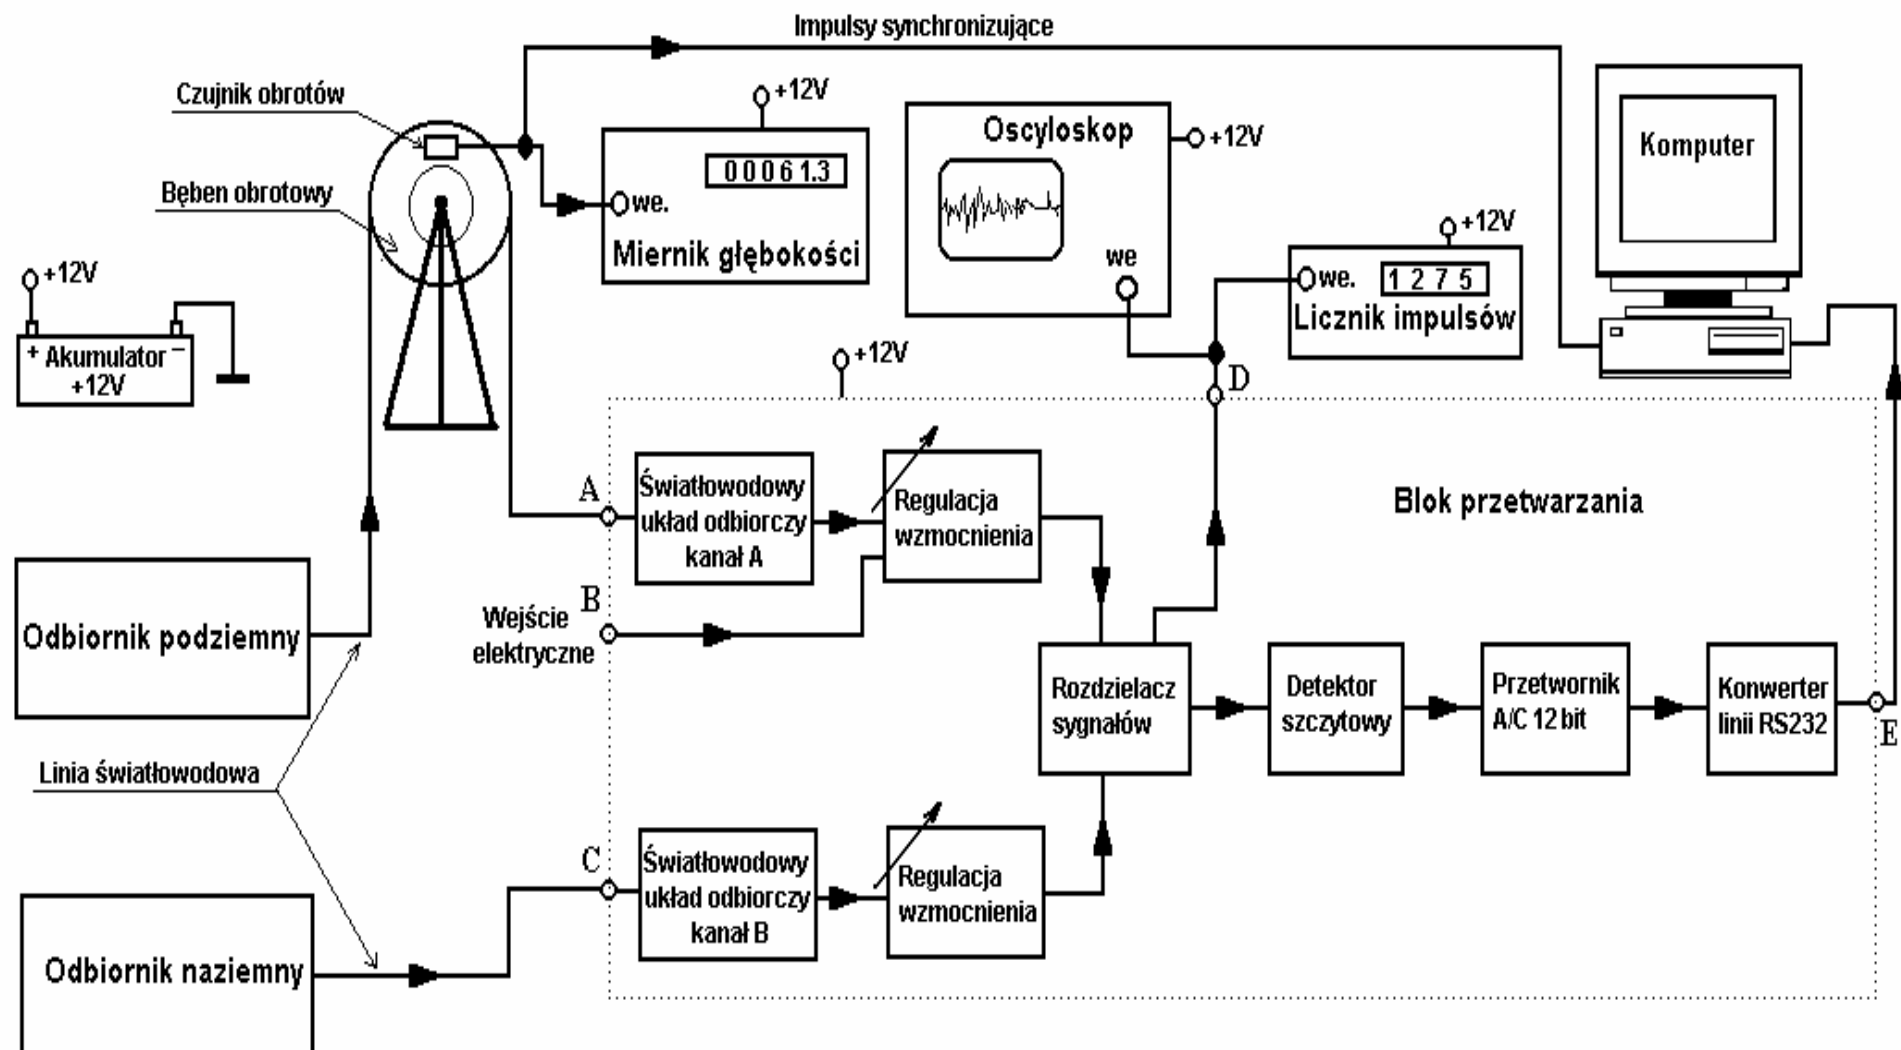 Impulsy synchronizujące
Czujnik obrotów
+12V
Oscyloskop
+12V
Komputer
0 0 0 6 1.3
Bęben obrotowy
we.
Miernik głębokości
we
+12V
we.
1 2 7 5
Licznik impulsów
+12V
+ Akumulator −
+12V
+12V
D
A
Światłowodowy
układ odbiorczy
kanał A
Regulacja
wzmocnienia
Blok przetwarzania
B
Wejście
elektryczne
Odbiornik podziemny
Rozdzielacz
sygnałów
Detektor
szczytowy
Przetwornik
A/C 12 bit
Konwerter
linii RS232
E
Linia światłowodowa
C
Światłowodowy
układ odbiorczy
kanał B
Regulacja
wzmocnienia
Odbiornik naziemny